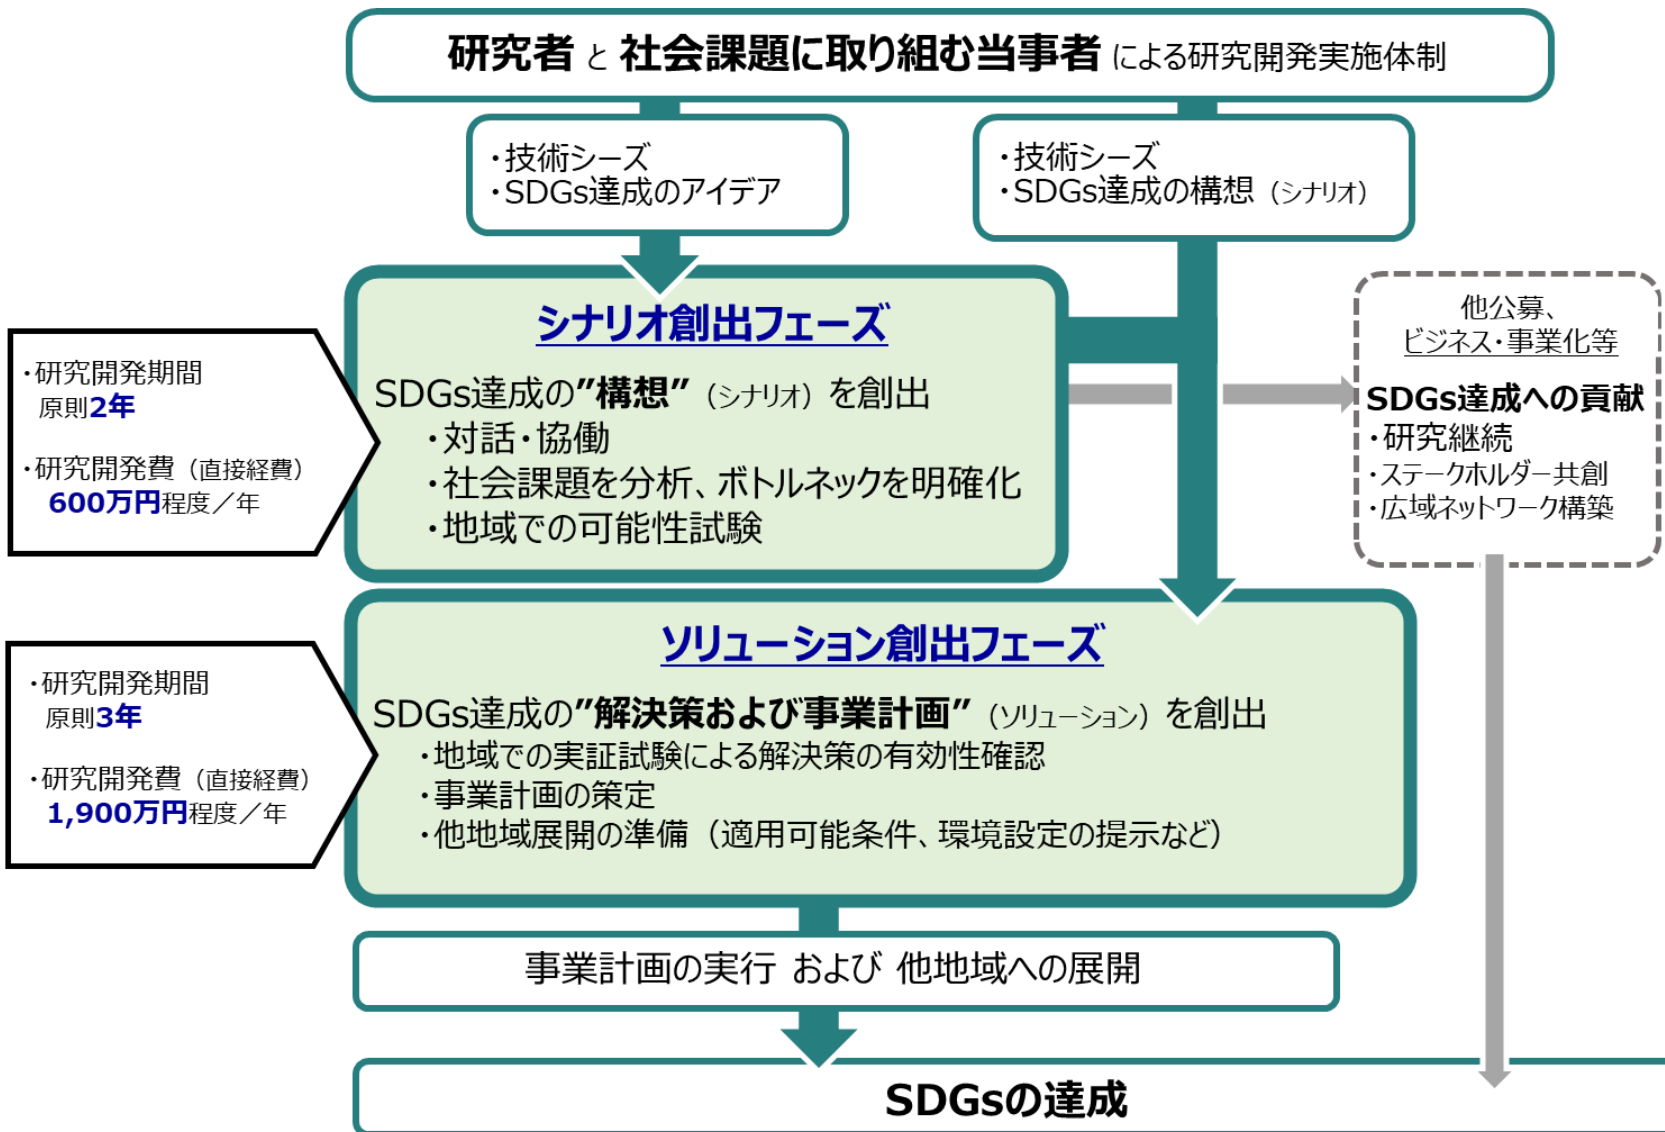 研究者 と 社会課題に取り組む当事者 による研究開発実施体制
・技術シーズ
・SDGs達成のアイデア
・技術シーズ
・SDGs達成の構想（シナリオ）
シナリオ創出フェーズ
SDGs達成の”構想”（シナリオ）を創出
・対話・協働
・社会課題を分析、ボトルネックを明確化
・地域での可能性試験
・研究開発期間
原則2年
・研究開発費（直接経費）
600万円程度／年
他公募、
ビジネス・事業化等
SDGs達成への貢献
・研究継続
・ステークホルダー共創
・広域ネットワーク構築
ソリューション創出フェーズ
SDGs達成の”解決策および事業計画”（ソリューション）を創出
・地域での実証試験による解決策の有効性確認
・事業計画の策定
・他地域展開の準備（適用可能条件、環境設定の提示など）
・研究開発期間
原則3年
・研究開発費（直接経費）
1,900万円程度／年
事業計画の実行 および 他地域への展開
SDGsの達成